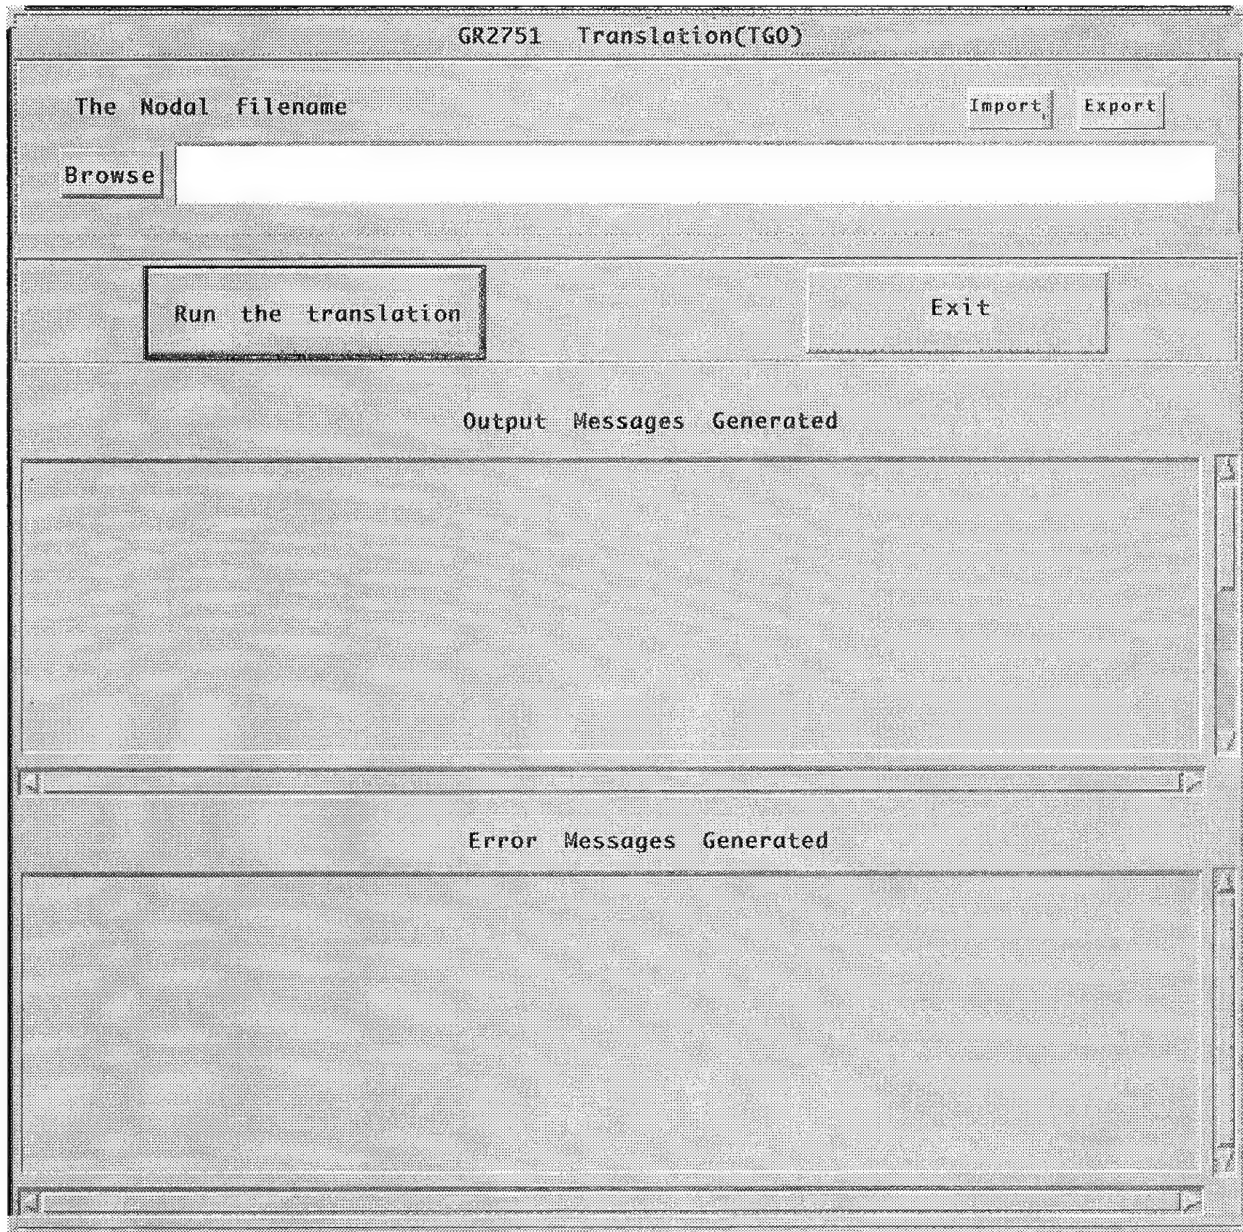 GR2751 Translation(TGO)
The Nodal filename
Import Export
Browse
Run the translation
Exit
Output Messages Generated
Error Messages Generated